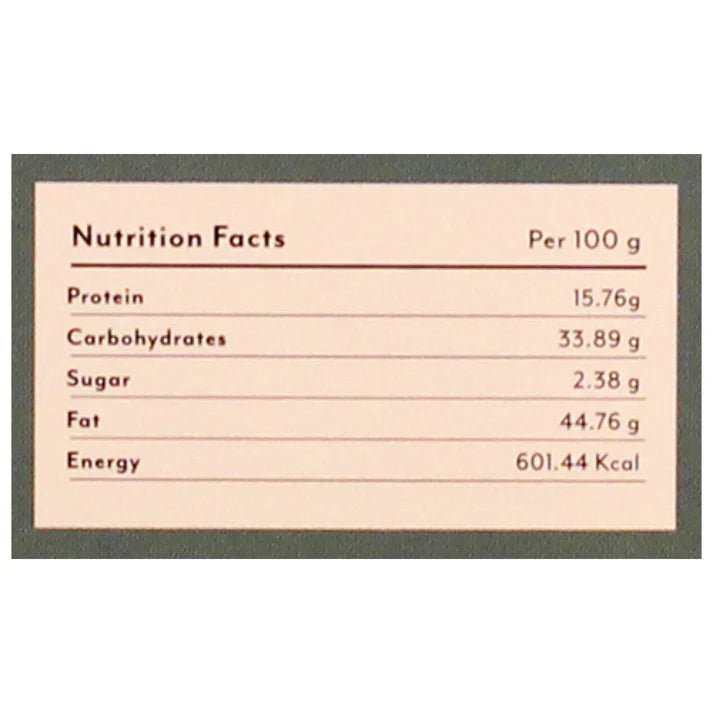 Nutrition Facts Per 100 g
Protein 15.76g
Carbohydrates 33.89 g
Sugar 2.38 g
Fat 44.76 g
Energy 601.44 Kcal